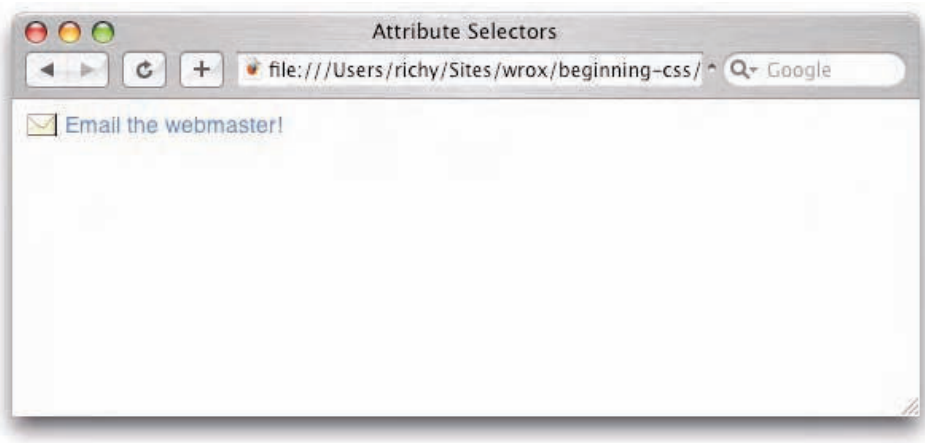 Attribute Selectors
file:///Users/richy/Sites/wrox/beginning-css/
Google
Email the webmaster!